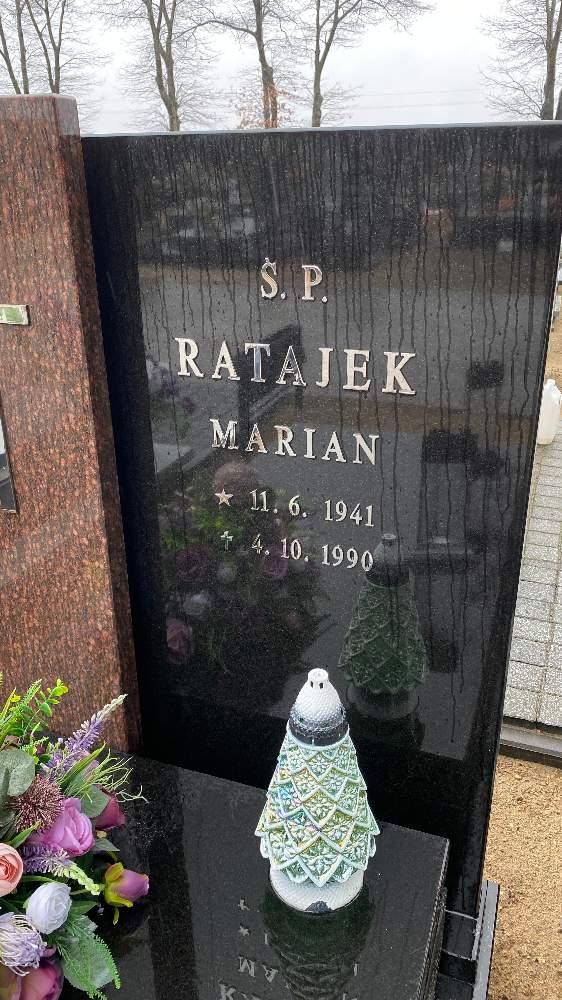 Ś. P.
RATAJEK
MARIAN
★ 11. 6. 1941
✝ 4. 10. 1990